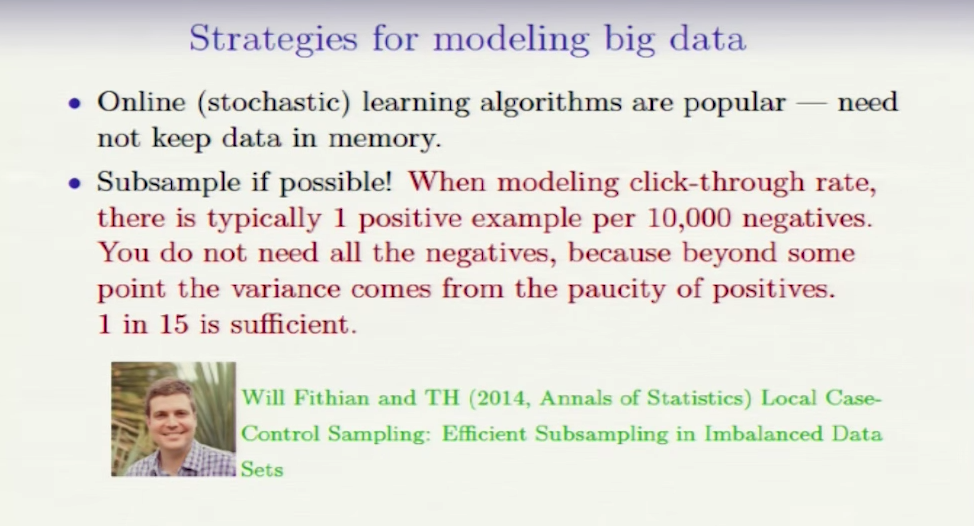 Strategies for modeling big data
• Online (stochastic) learning algorithms are popular — need
not keep data in memory.
• Subsample if possible! When modeling click-through rate,
there is typically 1 positive example per 10,000 negatives.
You do not need all the negatives, because beyond some
point the variance comes from the paucity of positives.
1 in 15 is sufficient.
Will Fithian and TH (2014, Annals of Statistics) Local Case-
Control Sampling: Efficient Subsampling in Imbalanced Data
Sets